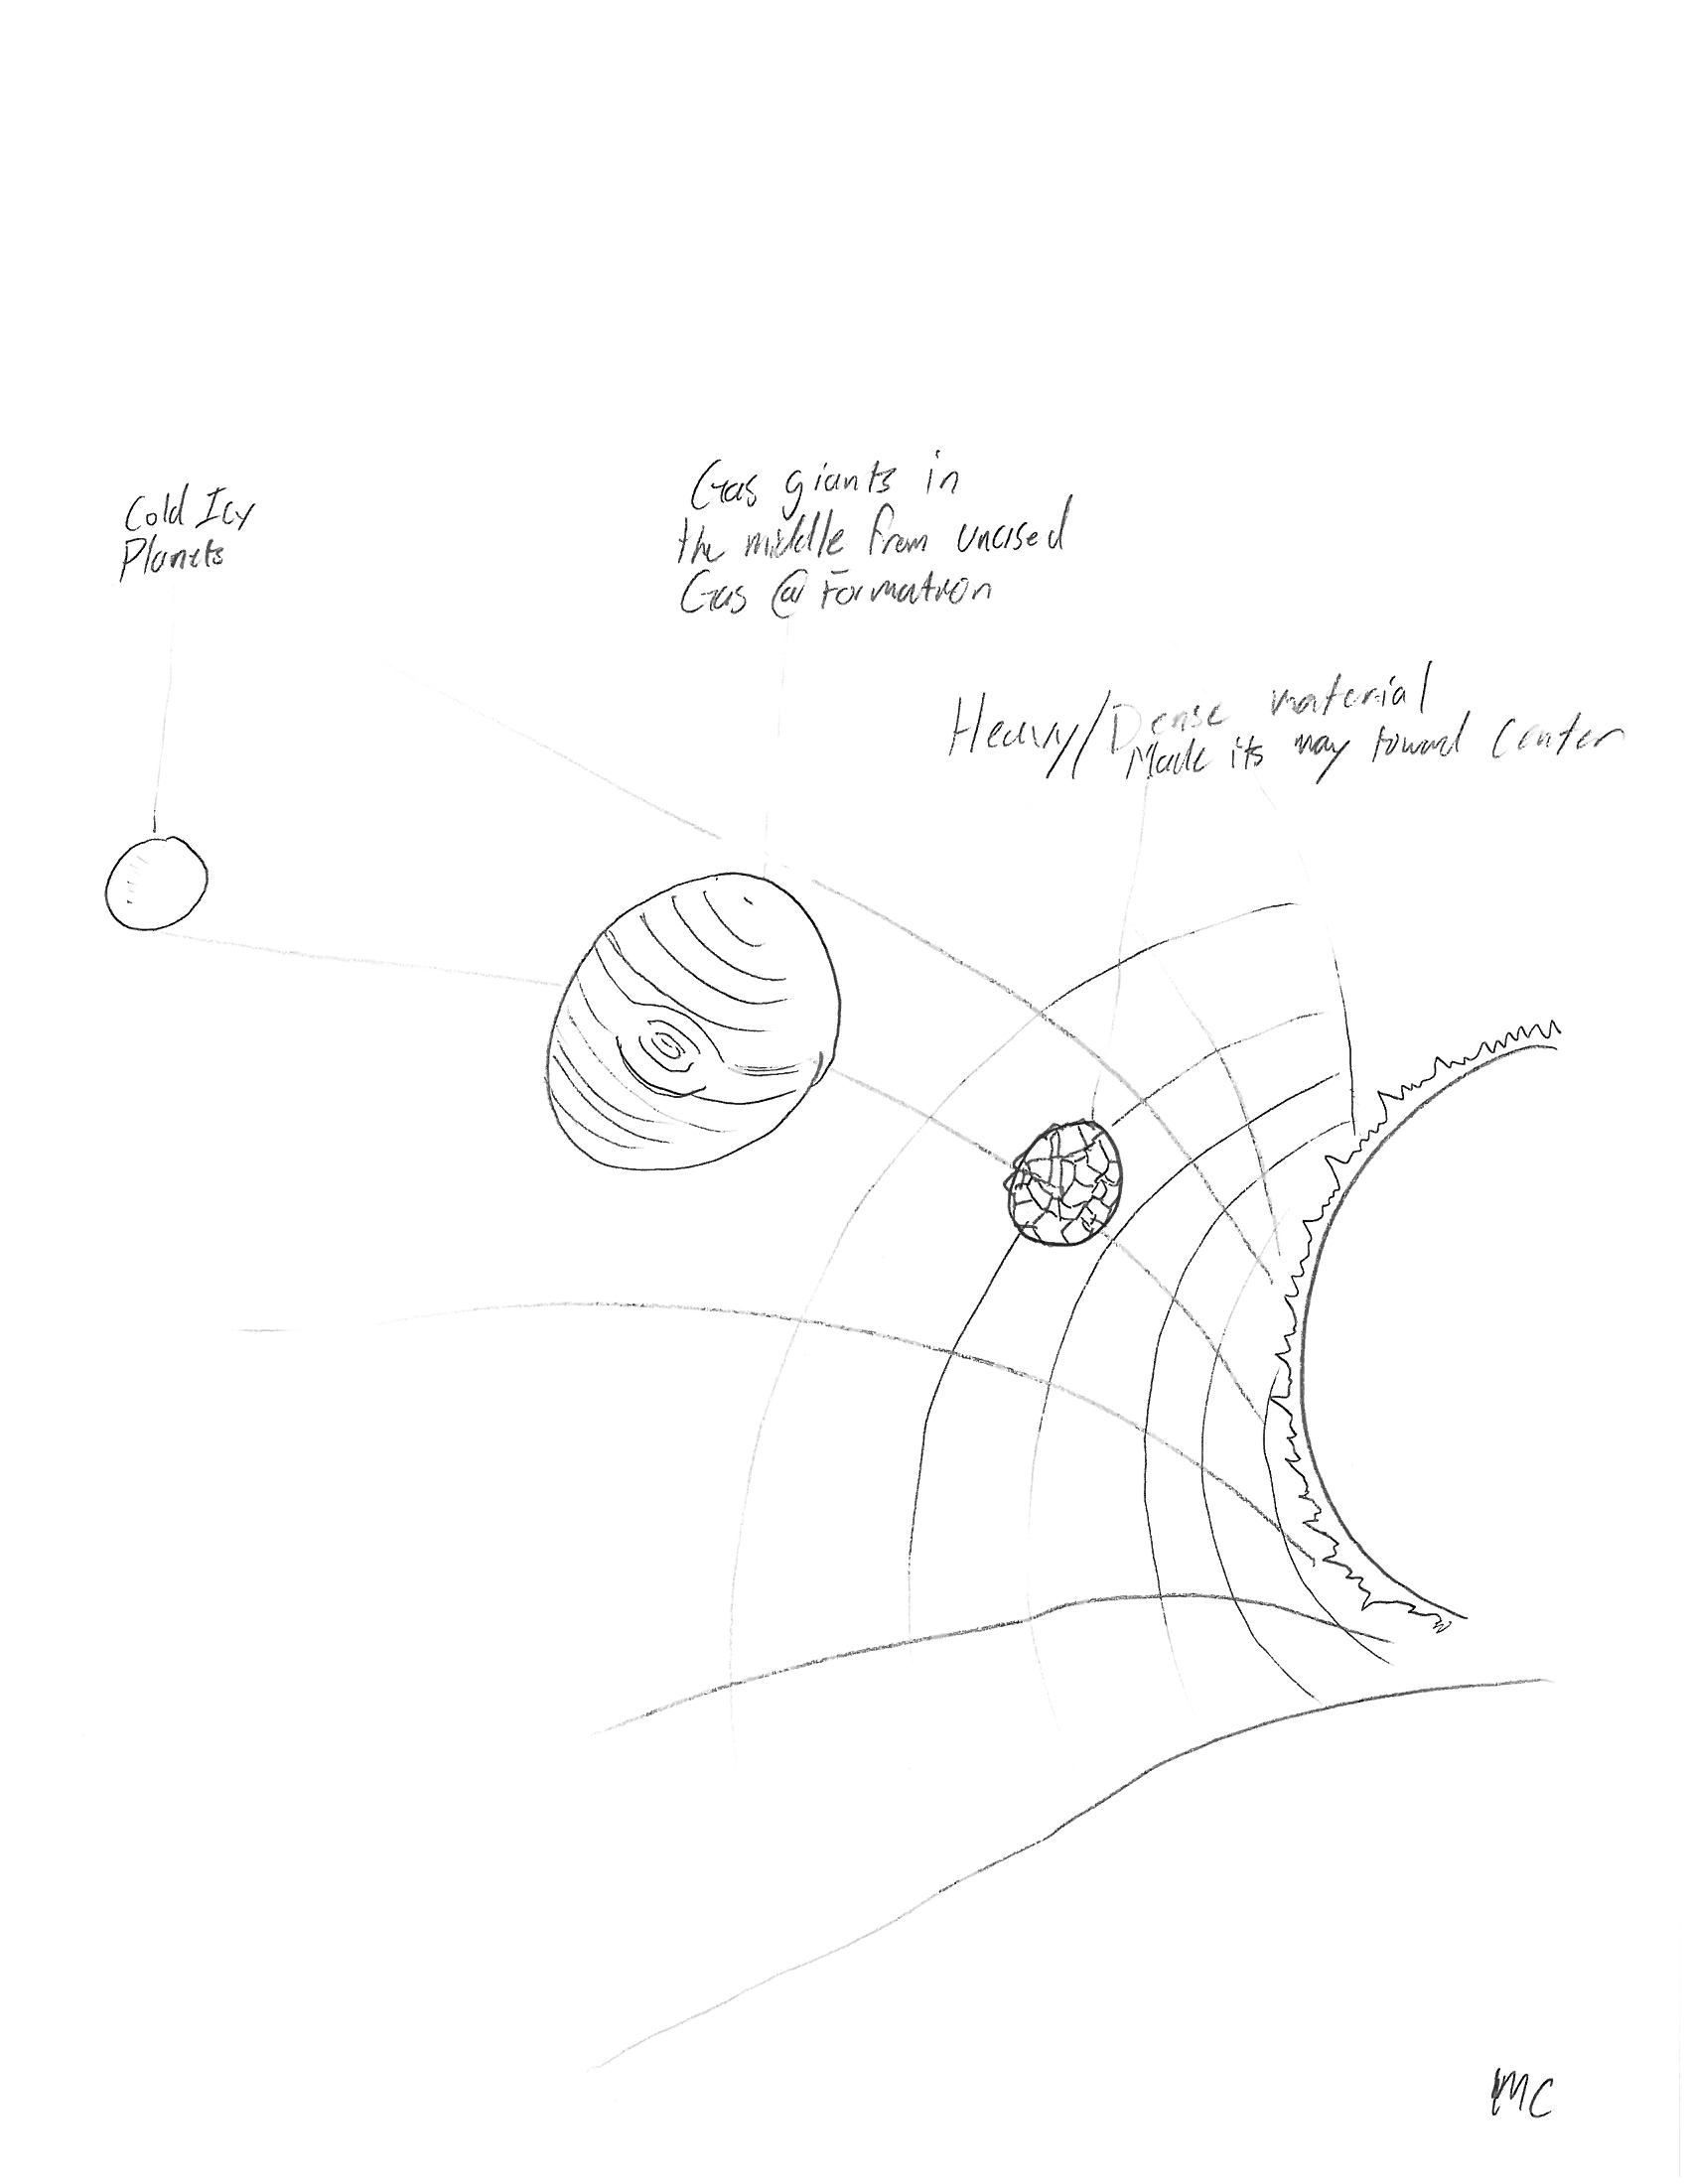 Cold Icy
Planets
Gas giants in
the middle from unused
Gas @ Formation
Heavy/Dense material
Made its way toward Center
MC